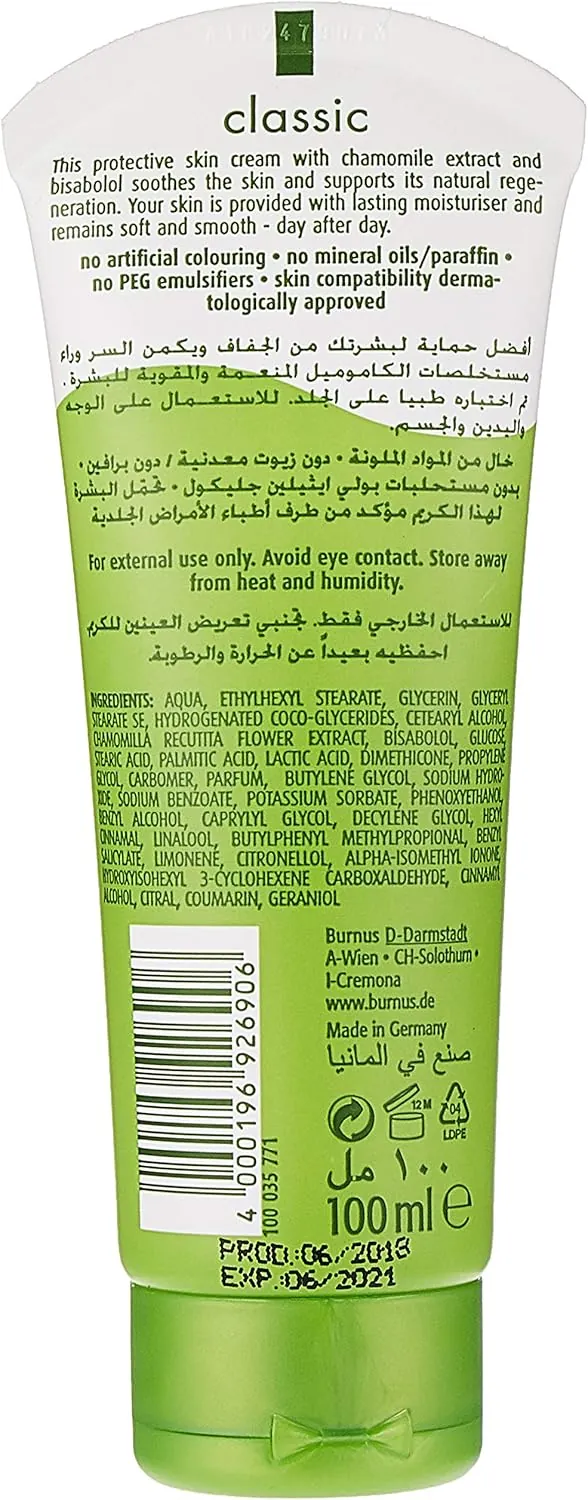 classic
This protective skin cream with chamomile extract and
bisabolol soothes the skin and supports its natural rege-
neration. Your skin is provided with lasting moisturiser and
remains soft and smooth - day after day.
no artificial colouring • no mineral oils/paraffin •
no PEG emulsifiers • skin compatibility derma-
tologically approved
أفضل حماية لبشرتك من الجفاف ويكمن السر وراء
مستخلصات الكاموميل المنعمة والمقوية للبشرة.
تم اختباره طبيا على الجلد. للاستعمال على الوجه
واليدين والجسم.
خال من المواد الملونة • دون زيوت معدنية / دون برافين •
بدون مستحلبات بولي ايثيلين جليكول • تحمّل البشرة
لهذا الكريم مؤكد من طرف أطباء الأمراض الجلدية
For external use only. Avoid eye contact. Store away
from heat and humidity.
للاستعمال الخارجي فقط. تجنبي تعريض العينين للكريم
احفظيه بعيداً عن الحرارة والرطوبة.
INGREDIENTS: AQUA, ETHYLHEXYL STEARATE, GLYCERIN, GLYCERYL
STEARATE SE, HYDROGENATED COCO-GLYCERIDES, CETEARYL ALCOHOL,
CHAMOMILLA RECUTITA FLOWER EXTRACT, BISABOLOL, GLUCOSE,
STEARIC ACID, PALMITIC ACID, LACTIC ACID, DIMETHICONE, PROPYLENE
GLYCOL, CARBOMER, PARFUM, BUTYLENE GLYCOL, SODIUM HYDRO-
XIDE, SODIUM BENZOATE, POTASSIUM SORBATE, PHENOXYETHANOL,
BENZYL ALCOHOL, CAPRYLYL GLYCOL, DECYLENE GLYCOL, HEXYL
CINNAMAL, LINALOOL, BUTYLPHENYL METHYLPROPIONAL, BENZYL
SALICYLATE, LIMONENE, CITRONELLOL, ALPHA-ISOMETHYL IONONE,
HYDROXYISOHEXYL 3-CYCLOHEXENE CARBOXALDEHYDE, CINNAMYL
ALCOHOL, CITRAL, COUMARIN, GERANIOL
Burnus D-Darmstadt
A-Wien • CH-Solothurn •
I-Cremona
www.burnus.de
Made in Germany
صنع في المانيا
12M
04
LDPE
١٠٠ مل
100 ml e
4 000196 926906
100 035 771
PROD.:06/2018
EXP.:06/2021